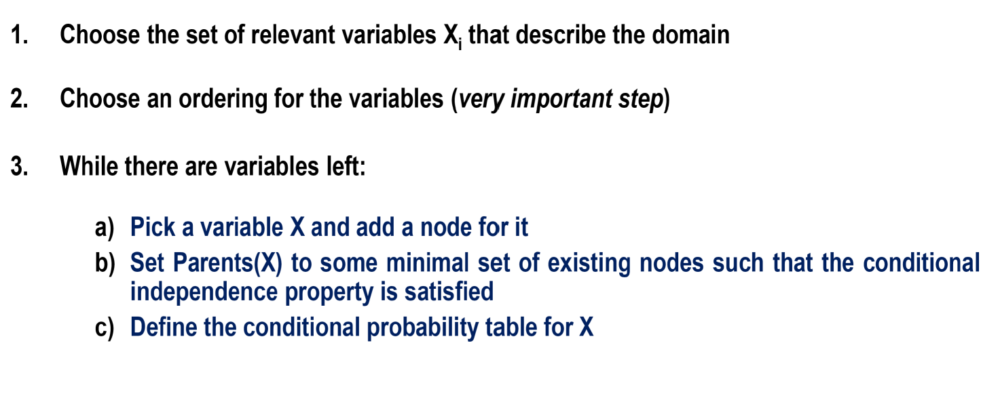 1. Choose the set of relevant variables Xi that describe the domain
2. Choose an ordering for the variables (very important step)
3. While there are variables left:
a) Pick a variable X and add a node for it
b) Set Parents(X) to some minimal set of existing nodes such that the conditional
independence property is satisfied
c) Define the conditional probability table for X